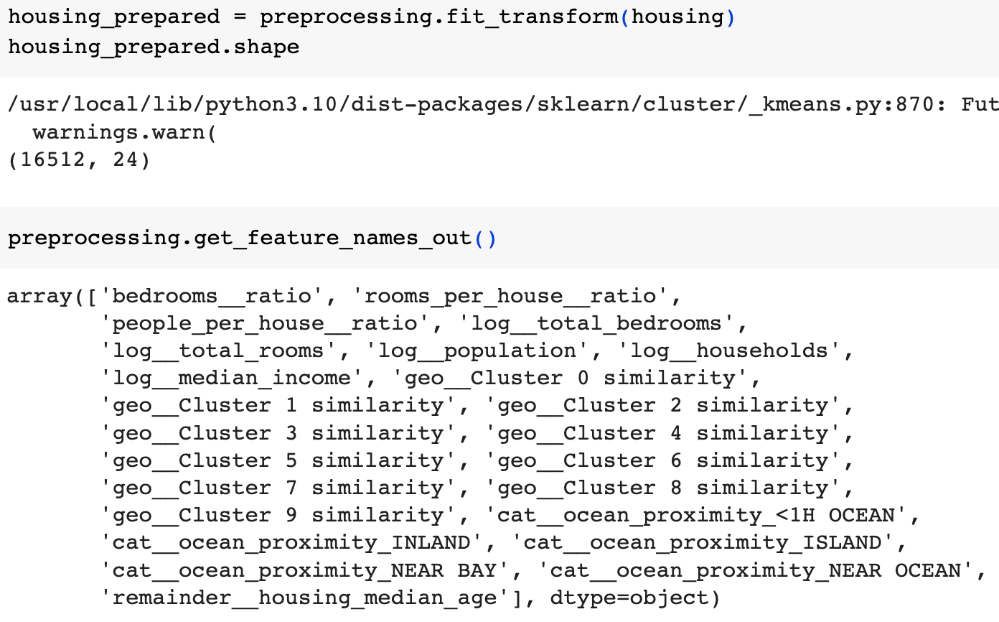 housing_prepared = preprocessing.fit_transform(housing)
housing_prepared.shape
/usr/local/lib/python3.10/dist-packages/sklearn/cluster/_kmeans.py:870: Fut
warnings.warn(
(16512, 24)
preprocessing.get_feature_names_out()
array(['bedrooms__ratio', 'rooms_per_house__ratio',
'people_per_house__ratio', 'log__total_bedrooms',
'log__total_rooms', 'log__population', 'log__households',
'log__median_income', 'geo__Cluster 0 similarity',
'geo__Cluster 1 similarity', 'geo__Cluster 2 similarity',
'geo__Cluster 3 similarity', 'geo__Cluster 4 similarity',
'geo__Cluster 5 similarity', 'geo__Cluster 6 similarity',
'geo__Cluster 7 similarity', 'geo__Cluster 8 similarity',
'geo__Cluster 9 similarity', 'cat__ocean_proximity_<1H OCEAN',
'cat__ocean_proximity_INLAND', 'cat__ocean_proximity_ISLAND',
'cat__ocean_proximity_NEAR BAY', 'cat__ocean_proximity_NEAR OCEAN',
'remainder__housing_median_age'], dtype=object)